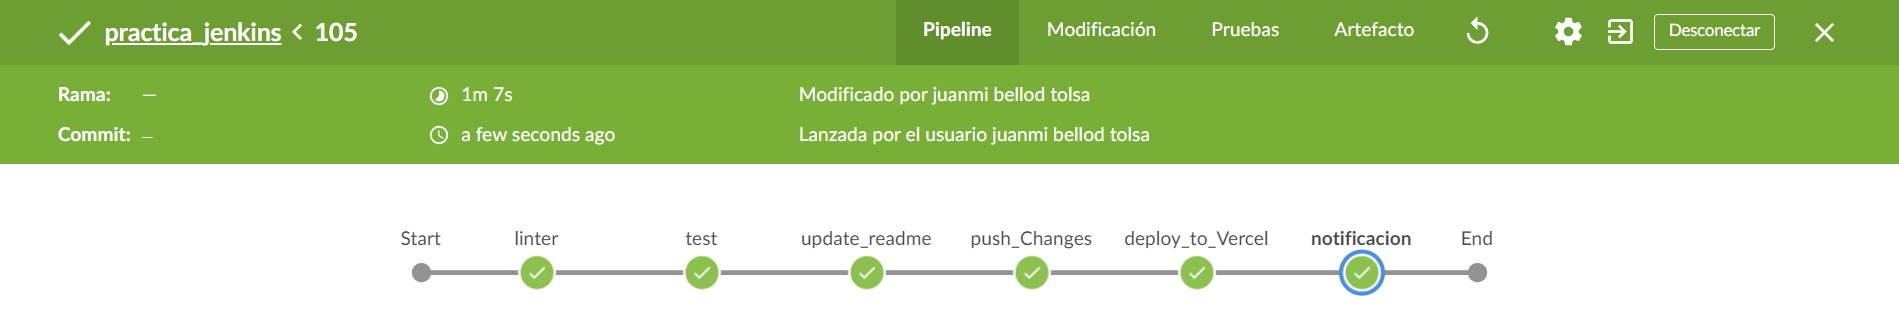 practica_jenkins < 105
Pipeline
Modificación
Pruebas
Artefacto
Desconectar
Rama: —
1m 7s
Modificado por juanmi bellod tolsa
Commit: —
a few seconds ago
Lanzada por el usuario juanmi bellod tolsa
Start
linter
test
update_readme
push_Changes
deploy_to_Vercel
notificacion
End